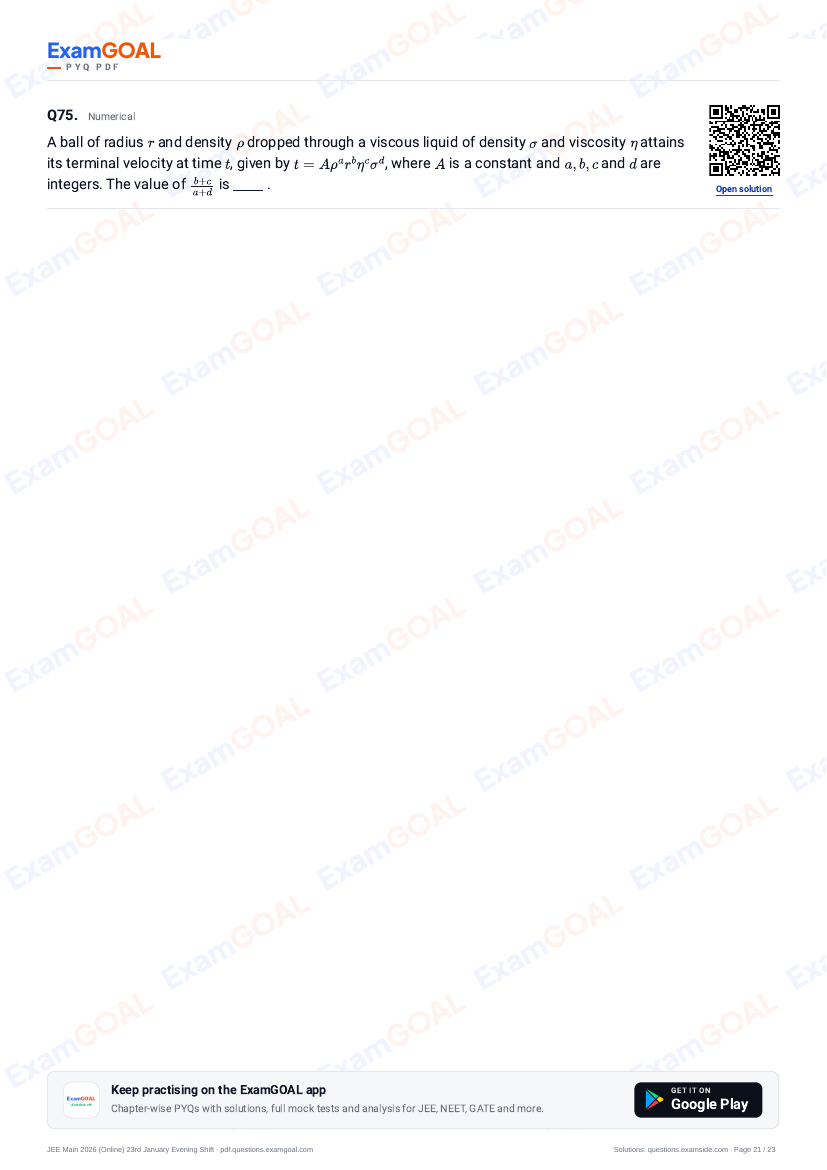 ExamGOAL
PYQ PDF
Q75. Numerical
A ball of radius r and density ρ dropped through a viscous liquid of density σ and viscosity η attains
its terminal velocity at time t, given by t = Aρ^a r^b η^c σ^d, where A is a constant and a, b, c and d are
integers. The value of \frac{b+c}{a+d} is ____ .
Open solution
Keep practising on the ExamGOAL app
Chapter-wise PYQs with solutions, full mock tests and analysis for JEE, NEET, GATE and more.
GET IT ON
Google Play
JEE Main 2026 (Online) 23rd January Evening Shift · pdf.questions.examgoal.com
Solutions: questions.examside.com · Page 21 / 23